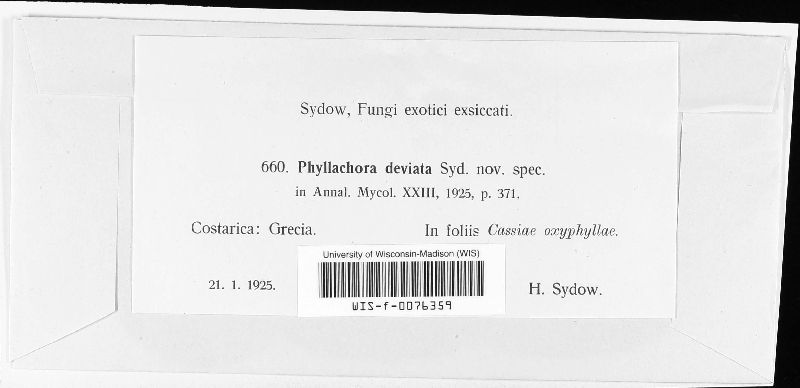 Sydow, Fungi exotici exsiccati.
660. Phyllachora deviata Syd. nov. spec.
in Annal. Mycol. XXIII, 1925, p. 371.
Costarica: Grecia. In foliis Cassiae oxyphyllae.
University of Wisconsin-Madison (WIS)
21. 1. 1925. H. Sydow.
WIS-f-0076359